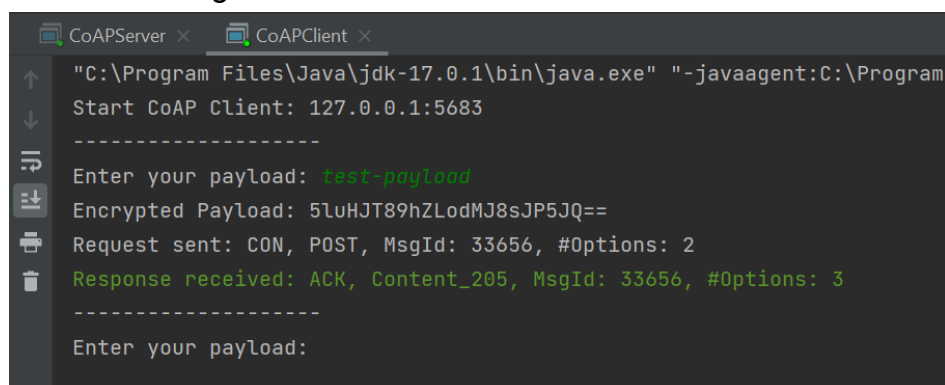 CoAPServer × CoAPClient ×
"C:\Program Files\Java\jdk-17.0.1\bin\java.exe" "-javaagent:C:\Program
Start CoAP Client: 127.0.0.1:5683
--------------------
Enter your payload: test-payload
Encrypted Payload: 5luHJT89hZLodMJ8sJP5JQ==
Request sent: CON, POST, MsgId: 33656, #Options: 2
Response received: ACK, Content_205, MsgId: 33656, #Options: 3
--------------------
Enter your payload: